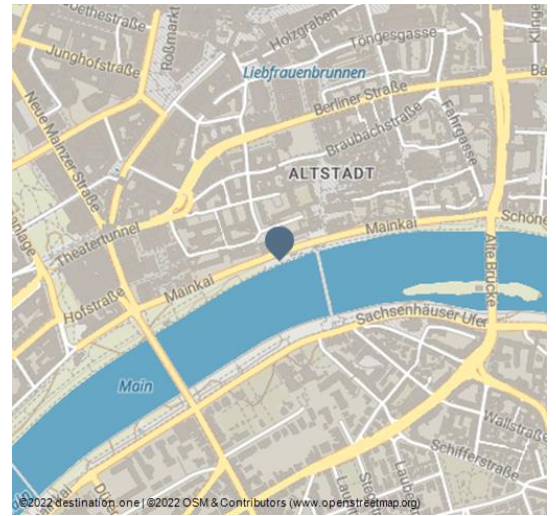 Goethestraße
Roßmarkt
Holzgraben
Töngesgasse
Junghofstraße
Liebfrauenbrunnen
Berliner Straße
Neue Mainzer Straße
Braubachstraße
Fahrgasse
ALTSTADT
Theatertunnel
Mainkai
Schöne
Alte Brücke
Hofstraße
Mainkai
Sachsenhäuser Ufer
Main
Wallstraße
Schifferstraße
©2022 destination.one | ©2022 OSM & Contributors (www.openstreetmap.org)